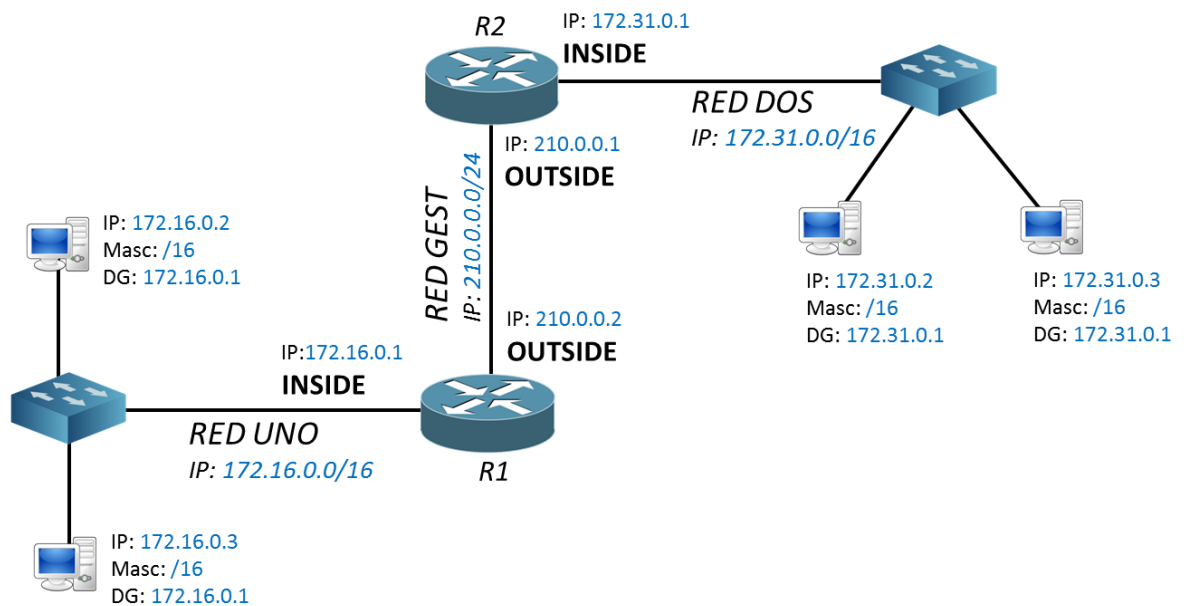 R2
IP: 172.31.0.1
INSIDE
RED DOS
IP: 172.31.0.0/16
IP: 210.0.0.1
OUTSIDE
RED GEST
IP: 210.0.0.0/24
IP: 172.16.0.2
Masc: /16
DG: 172.16.0.1
IP: 172.31.0.2
Masc: /16
DG: 172.31.0.1
IP: 172.31.0.3
Masc: /16
DG: 172.31.0.1
IP: 210.0.0.2
OUTSIDE
IP:172.16.0.1
INSIDE
RED UNO
IP: 172.16.0.0/16
R1
IP: 172.16.0.3
Masc: /16
DG: 172.16.0.1